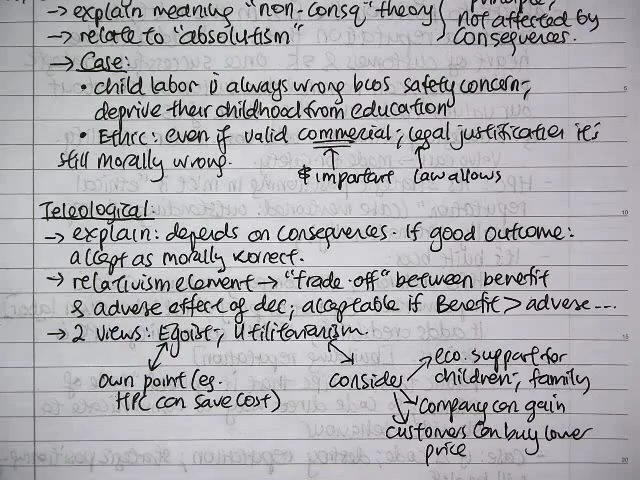 → explain meaning "non-consq" theory } principle,
→ relate to "absolutism" } not affected by consequences.
→ Case:
• child labor is always wrong bcos safety concern,
deprive their childhood from education
• Ethic: even if valid commercial, legal justification it's
still morally wrong.
& important law allows
Teleological:
→ explain: depends on consequences. If good outcome:
accept as morally correct.
→ relativism element → "trade-off" between benefit
& adverse effect of dec; acceptable if Benefit > adverse...
→ 2 views: Egoist, Utilitarianism.
own point (eg. HPC can save cost)
consider eco. support for children, family
company can gain
customers can buy lower price